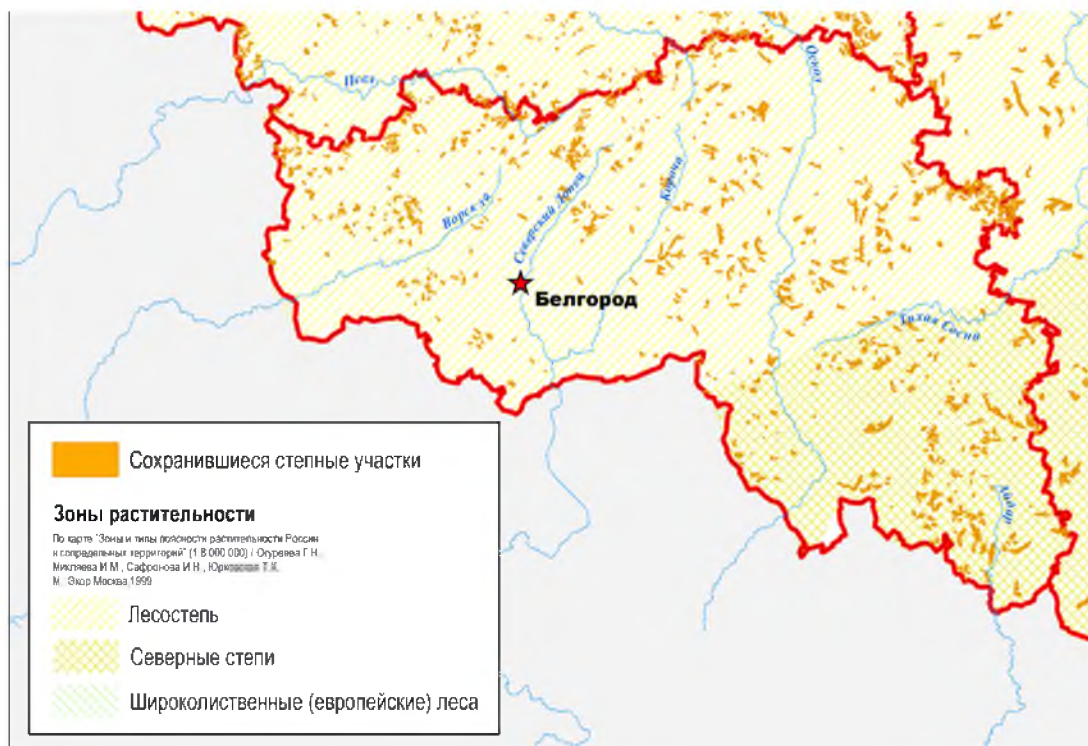 Псел
Оскол
Ворскла
Северский Донец
Короча
Белгород
Тихая Сосна
Айдар
Сохранившиеся степные участки
Зоны растительности
По карте "Зоны и типы поясности растительности России
и сопредельных территорий" (1:8 000 000) / Огуреева Г.Н.,
Микляева И.М., Сафронова И.Н., Юрковская Т.К.
М., Экор Москва, 1999
Лесостепь
Северные степи
Широколиственные (европейские) леса